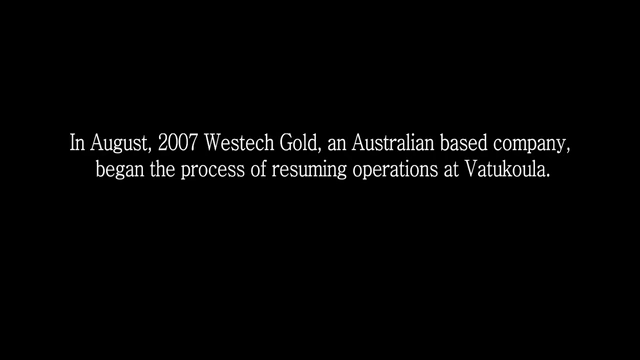 In August, 2007 Westech Gold, an Australian based company,
began the process of resuming operations at Vatukoula.